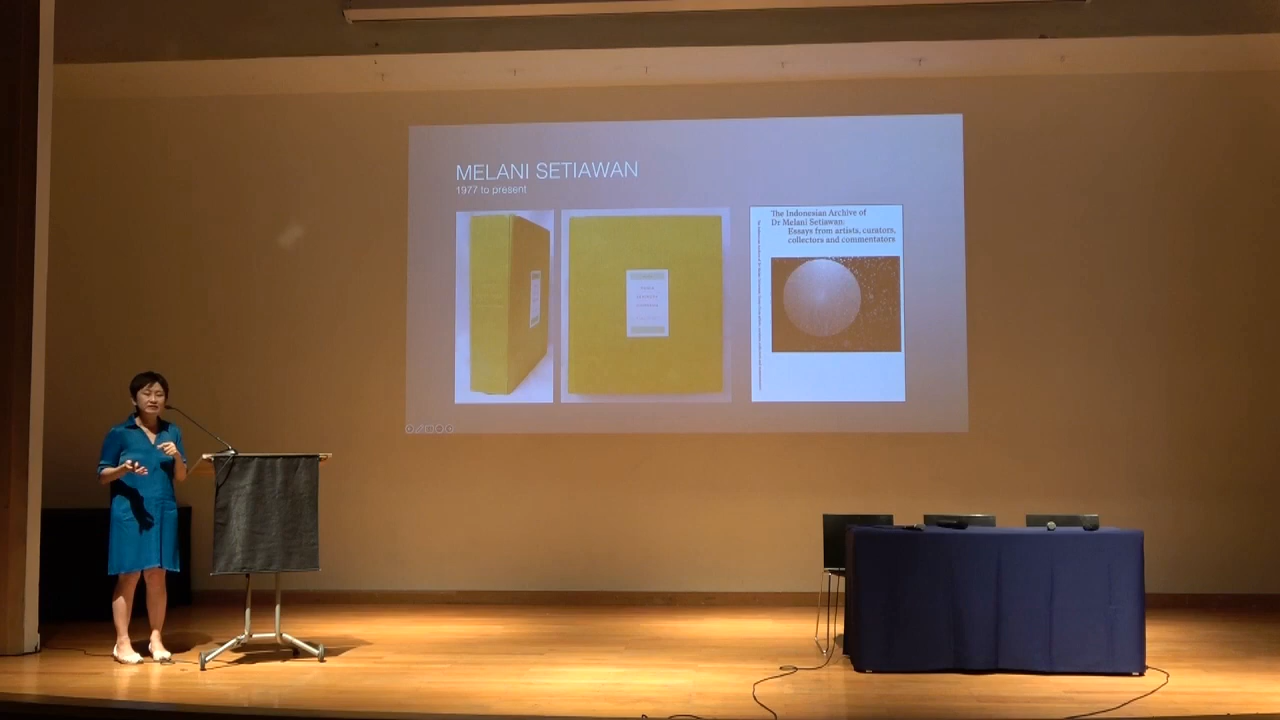 MELANI SETIAWAN
1977 to present
The Indonesian Archive of
Dr Melani Setiawan:
Essays from artists, curators,
collectors and commentators